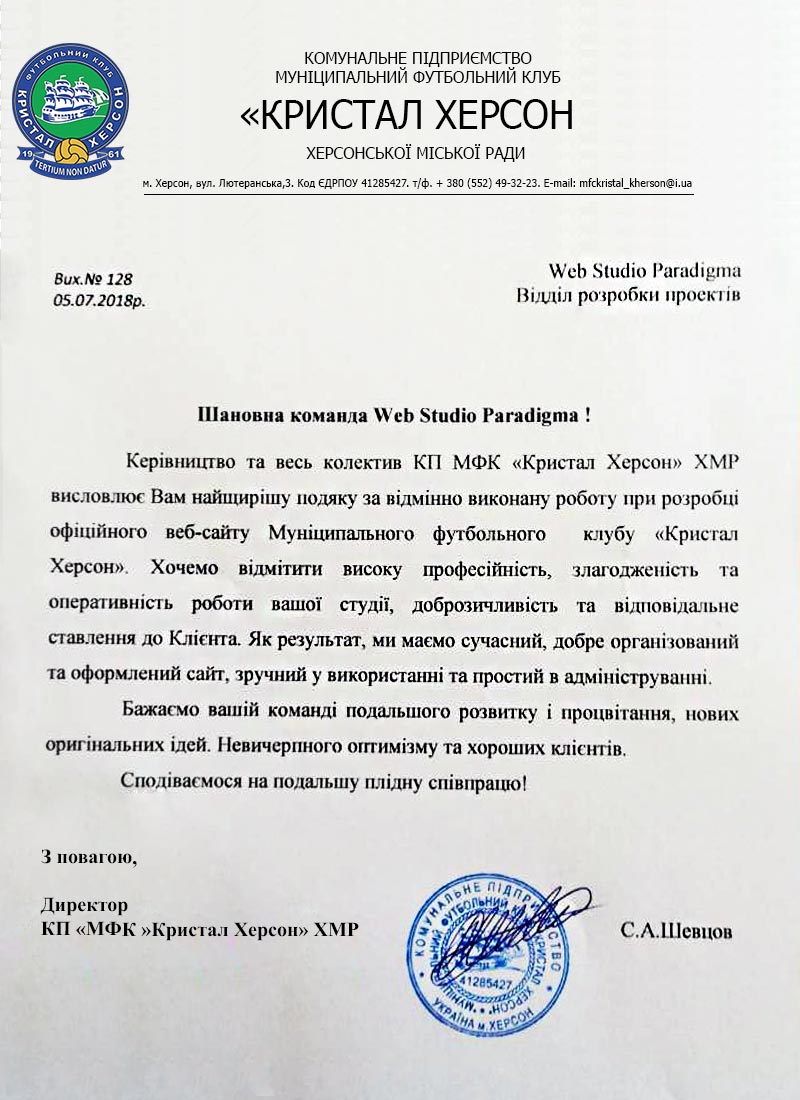 ФУТБОЛЬНИЙ КЛУБ
КРИСТАЛ ХЕРСОН
1961
TERTIUM NON DATUR
КОМУНАЛЬНЕ ПІДПРИЄМСТВО
МУНІЦИПАЛЬНИЙ ФУТБОЛЬНИЙ КЛУБ
«КРИСТАЛ ХЕРСОН
ХЕРСОНСЬКОЇ МІСЬКОЇ РАДИ
м. Херсон, вул. Лютеранська,3. Код ЄДРПОУ 41285427. т/ф. + 380 (552) 49-32-23. E-mail: mfckristal_kherson@i.ua
Вих.№ 128
05.07.2018р.
Web Studio Paradigma
Відділ розробки проектів
Шановна команда Web Studio Paradigma !
Керівництво та весь колектив КП МФК «Кристал Херсон» ХМР
висловлює Вам найщирішу подяку за відмінно виконану роботу при розробці
офіційного веб-сайту Муніципального футбольного клубу «Кристал
Херсон». Хочемо відмітити високу професійність, злагодженість та
оперативність роботи вашої студії, доброзичливість та відповідальне
ставлення до Клієнта. Як результат, ми маємо сучасний, добре організований
та оформлений сайт, зручний у використанні та простий в адмініструванні.
Бажаємо вашій команді подальшого розвитку і процвітання, нових
оригінальних ідей. Невичерпного оптимізму та хороших клієнтів.
Сподіваємося на подальшу плідну співпрацю!
З повагою,
Директор
КП «МФК »Кристал Херсон» ХМР
С.А.Шевцов
КОМУНАЛЬНЕ ПІДПРИЄМСТВО
ФУТБОЛЬНИЙ
КРИСТАЛ ХЕРСОН
41285427
УКРАЇНА м.ХЕРСОН